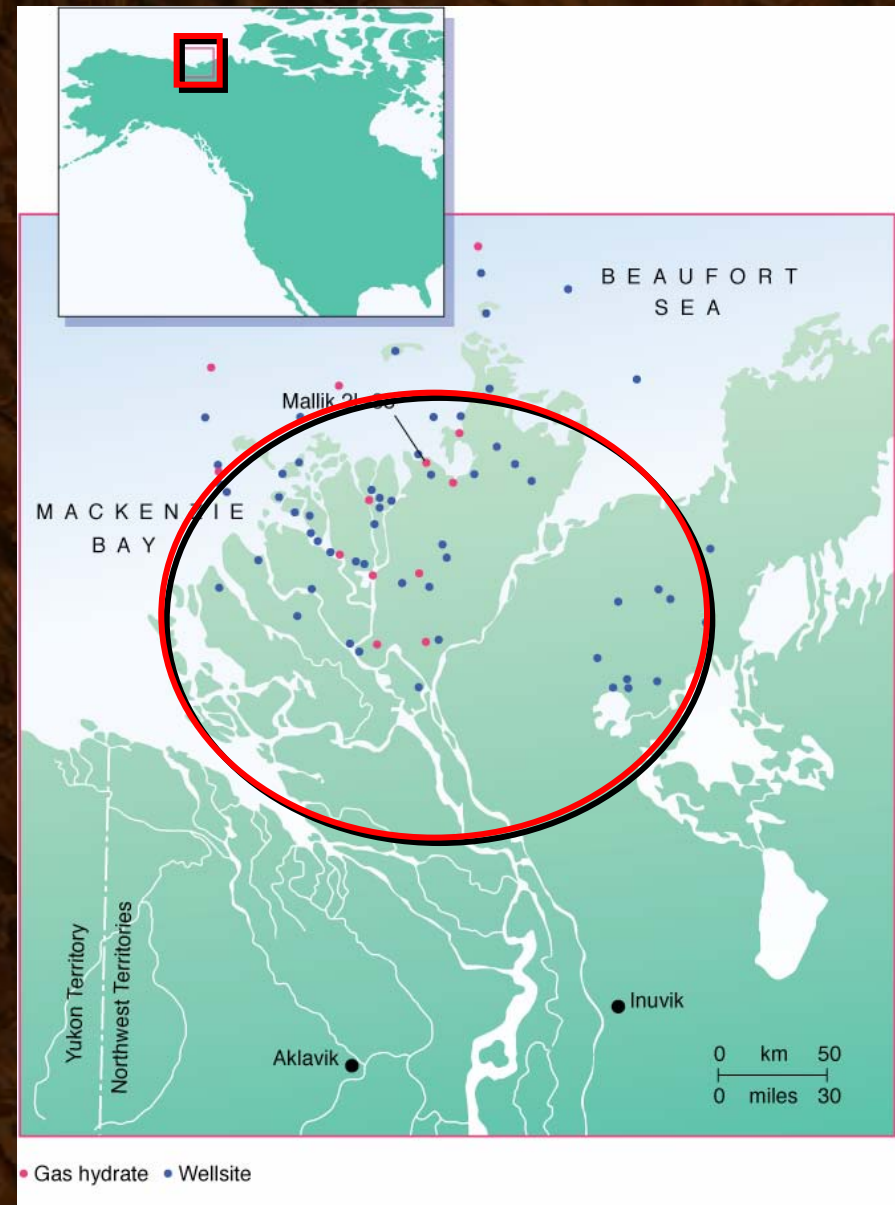 BEAUFORT
SEA
Mallik
MACKENZIE
BAY
Yukon Territory
Northwest Territories
Inuvik
Aklavik
0 km 50
0 miles 30
Gas hydrate Wellsite